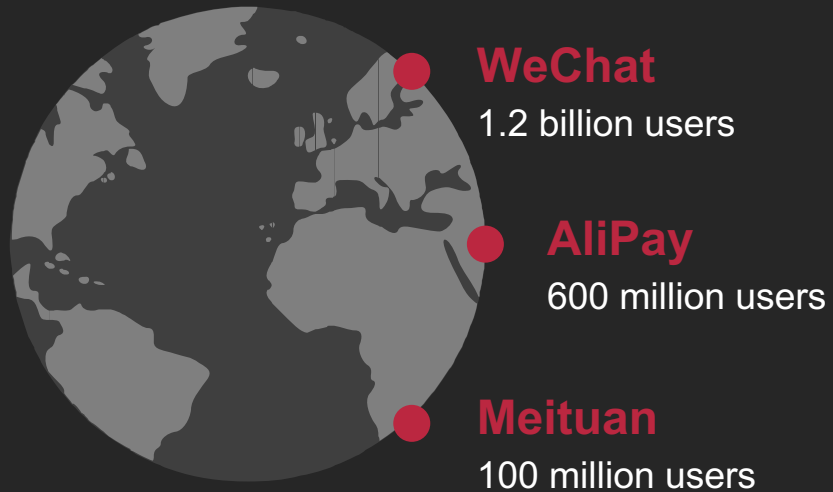 WeChat
1.2 billion users
AliPay
600 million users
Meituan
100 million users